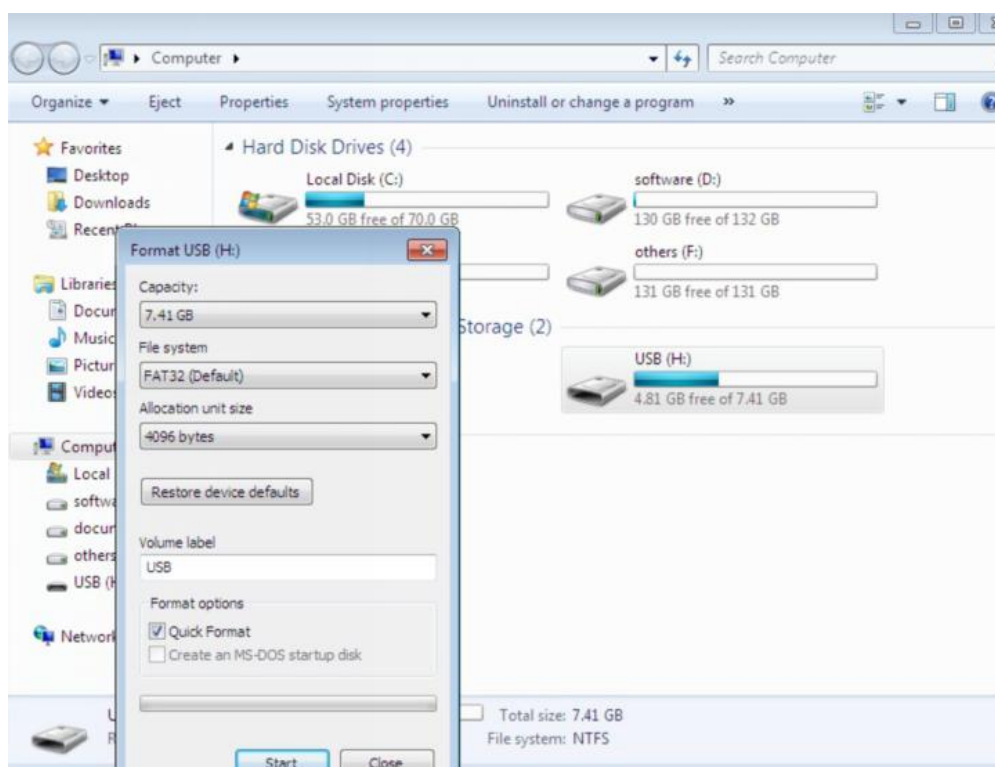 Computer
Search Computer
Organize Eject Properties System properties Uninstall or change a program »
Favorites
Desktop
Downloads
Recent
Libraries
Music
Videos
Local
others
USB
Network
Hard Disk Drives (4)
Local Disk (C:)
53.0 GB free of 70.0 GB
software (D:)
130 GB free of 132 GB
others (F:)
131 GB free of 131 GB
Storage (2)
USB (H:)
4.81 GB free of 7.41 GB
Format USB (H:)
Capacity:
7.41 GB
File system
FAT32 (Default)
Allocation unit size
4096 bytes
Restore device defaults
Volume label
USB
Format options
Quick Format
Create an MS-DOS startup disk
Start Close
Total size: 7.41 GB
File system: NTFS